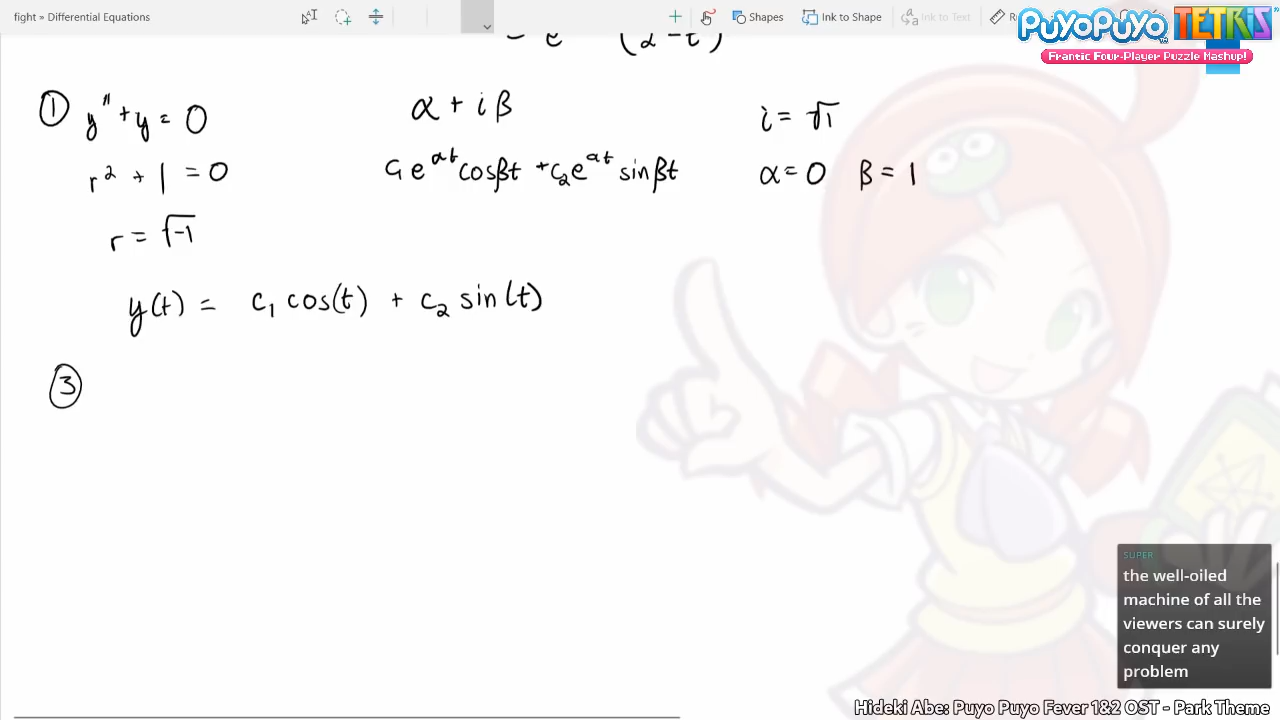 fight » Differential Equations
Shapes
Ink to Shape
Ink to Text
PuyoPuyo TETRIS
Frantic Four-Player Puzzle Mashup!
= e (2-t)
① y" + y = 0
α + iβ
i = √1
r² + 1 = 0
C₁e^αt cosβt + c₂e^αt sinβt
α = 0 β = 1
r = √-1
y(t) = c₁ cos(t) + c₂ sin(t)
③
SUPER
the well-oiled
machine of all the
viewers can surely
conquer any
problem
Hideki Abe: Puyo Puyo Fever 1&2 OST - Park Theme